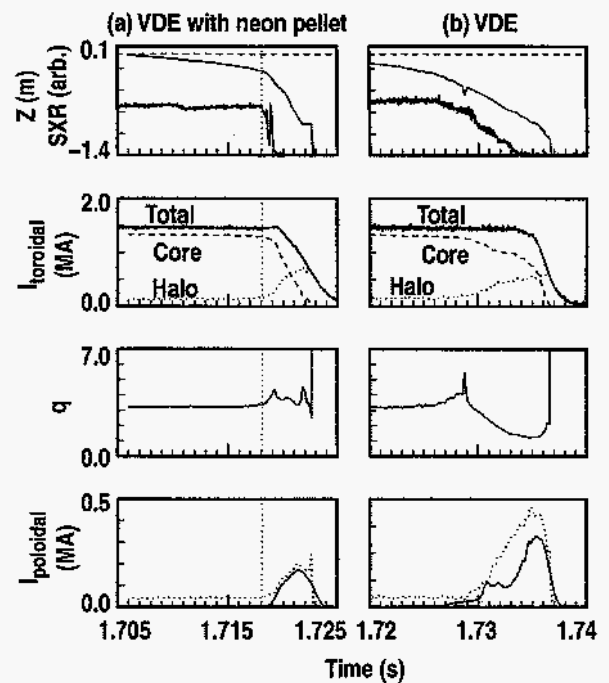 (a) VDE with neon pellet
(b) VDE
0.1
Z (m)
SXR (arb.)
−1.4
2.0
Total
Core
Halo
Total
Core
Halo
I_toroidal
(MA)
0.0
7.0
q
0.0
0.5
I_poloidal
(MA)
0.0
1.705
1.715
1.725
1.72
1.73
1.74
Time (s)